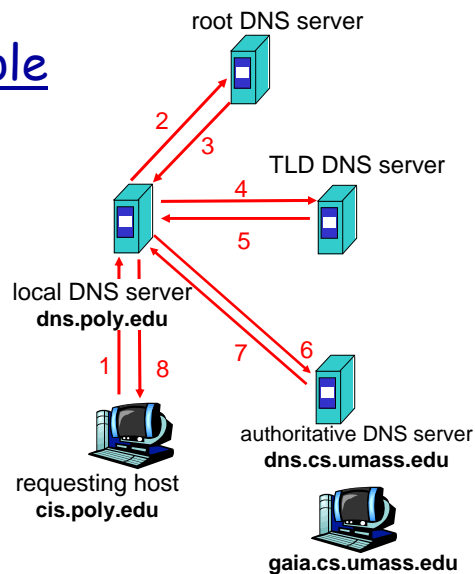 root DNS server
ple
2
3
TLD DNS server
4
5
local DNS server
dns.poly.edu
1
8
7
6
authoritative DNS server
dns.cs.umass.edu
requesting host
cis.poly.edu
gaia.cs.umass.edu